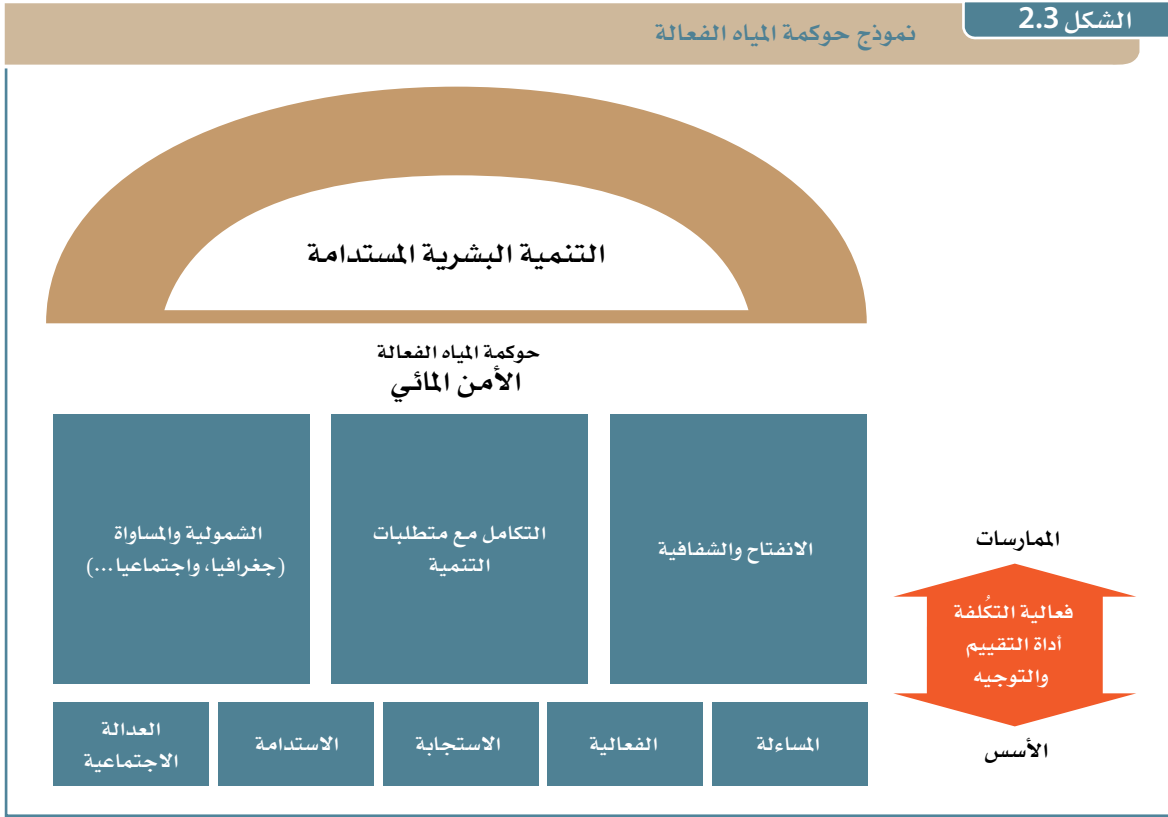 الشكل 2.3
نموذج حوكمة المياه الفعالة
التنمية البشرية المستدامة
حوكمة المياه الفعالة
الأمن المائي
الانفتاح والشفافية
التكامل مع متطلبات
التنمية
الشمولية والمساواة
(جغرافيا، واجتماعيا...)
الممارسات
فعالية التكُلفة
أداة التقييم
والتوجيه
الأسس
المساءلة
الفعالية
الاستجابة
الاستدامة
العدالة
الاجتماعية